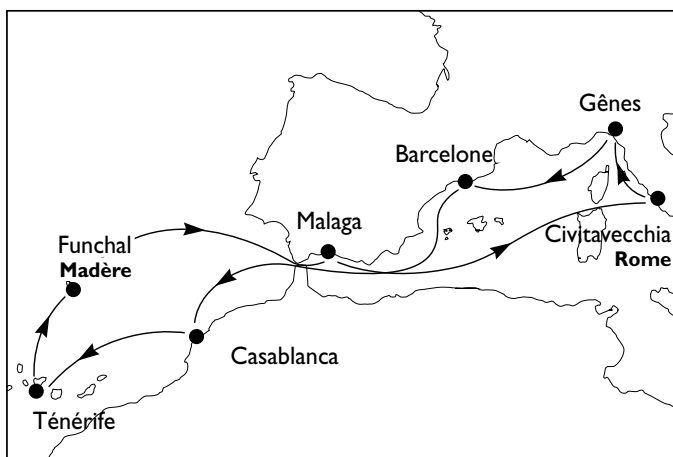 Gênes
Barcelone
Malaga
Funchal
Madère
Civitavecchia
Rome
Casablanca
Ténérife